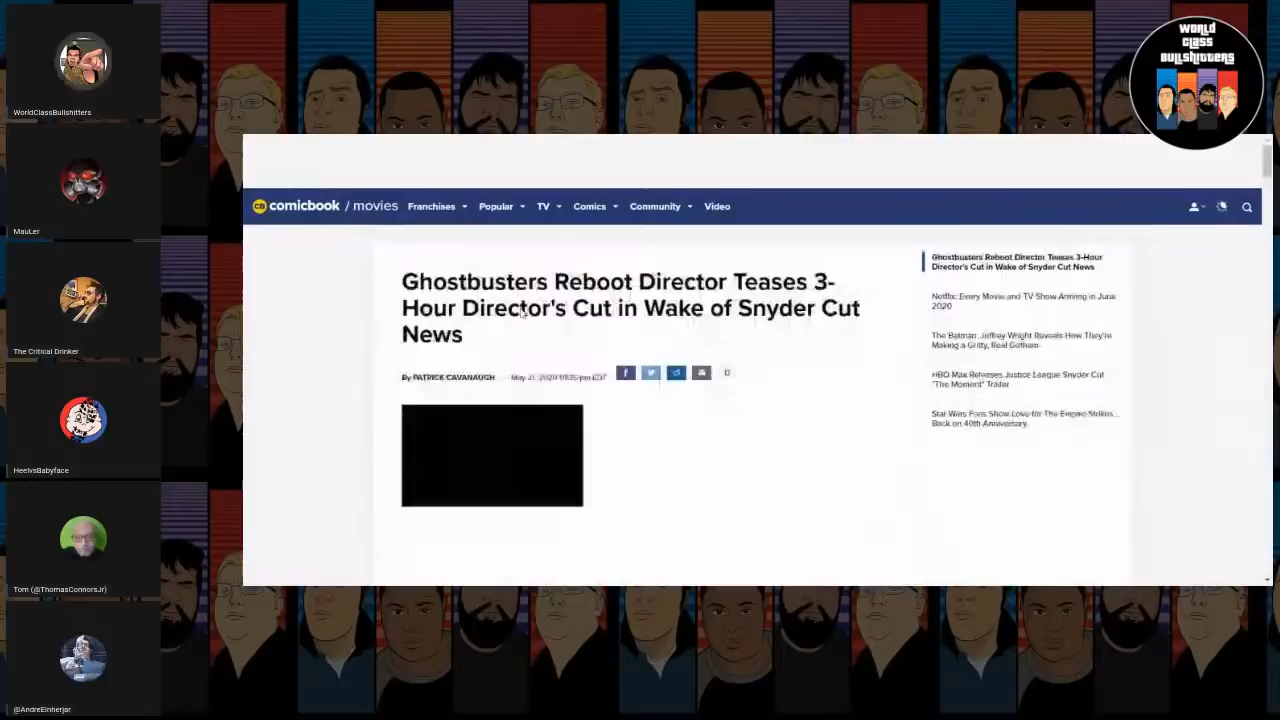 WorldClassBullshitters
MauLer
The Critical Drinker
HeelvsBabyface
Tom (@ThomasConnorsJr)
@AndreEinherjar
WORLD
CLASS
BULLSHITTERS
CB comicbook / movies Franchises Popular TV Comics Community Video
Ghostbusters Reboot Director Teases 3-
Hour Director's Cut in Wake of Snyder Cut
News
By PATRICK CAVANAUGH
0
Ghostbusters Reboot Director Teases 3-Hour
Director's Cut in Wake of Snyder Cut News
Netflix: Every Movie and TV Show Arriving in June
2020
The Batman: Jeffrey Wright Reveals How They're
Making a Gritty, Real Gotham
HBO Max Releases Justice League Snyder Cut
"The Moment" Trailer
Star Wars Fans Show Love for The Empire Strikes...
Back on 40th Anniversary